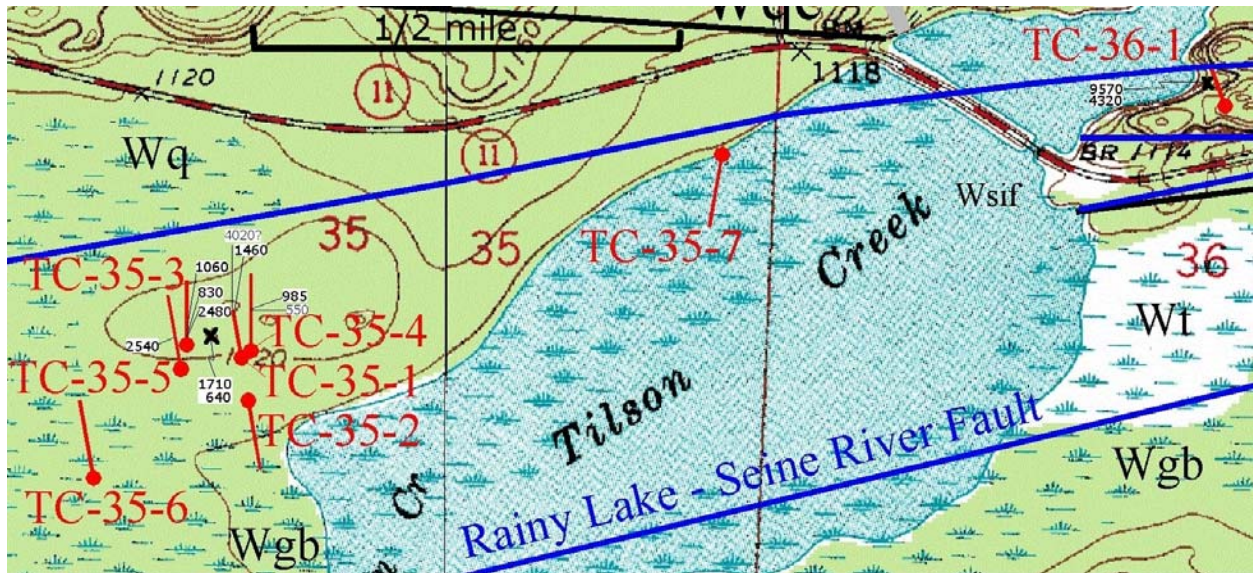 1/2 mile
BM
TC-36-1
1120
11
1118
9570
4320
Wq
11
BR 1114
Creek
Wsif
35
35
TC-35-7
36
4020?
1460
TC-35-3
1060
830
2480
985
550
TC-35-4
Wt
2540
1120
TC-35-5
TC-35-1
1710
640
TC-35-2
Tilson
Rainy Lake - Seine River Fault
Wgb
TC-35-6
Cr
Wgb